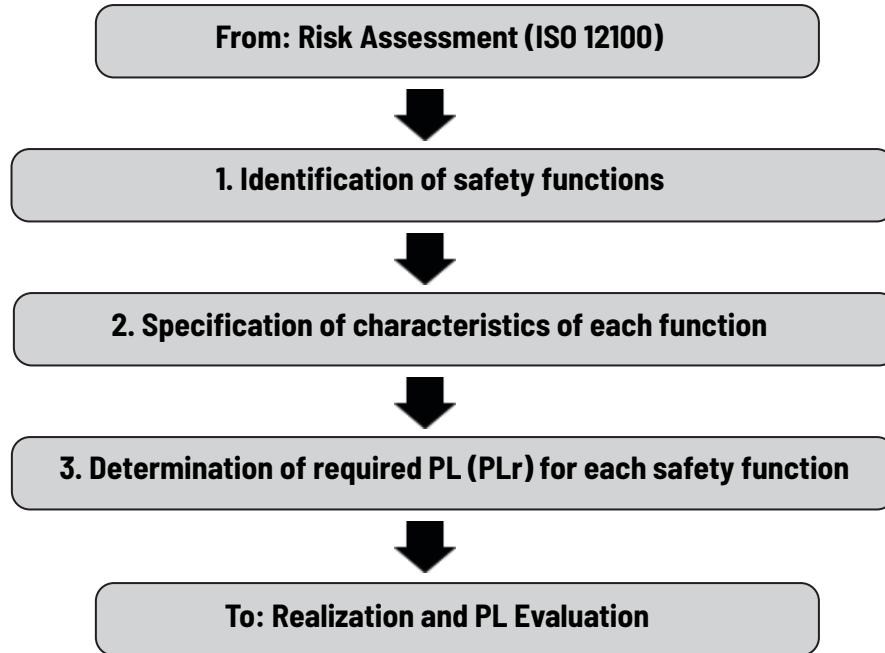 From: Risk Assessment (ISO 12100)
1. Identification of safety functions
2. Specification of characteristics of each function
3. Determination of required PL (PLr) for each safety function
To: Realization and PL Evaluation